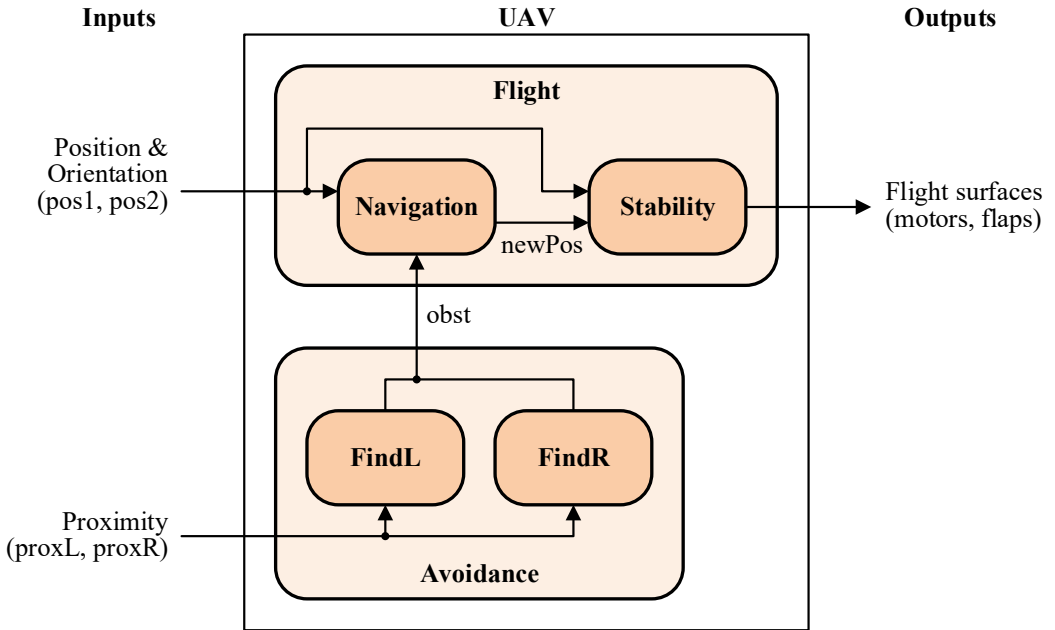 Inputs
UAV
Outputs
Flight
Position &
Orientation
(pos1, pos2)
Navigation
Stability
newPos
Flight surfaces
(motors, flaps)
obst
FindL
FindR
Proximity
(proxL, proxR)
Avoidance